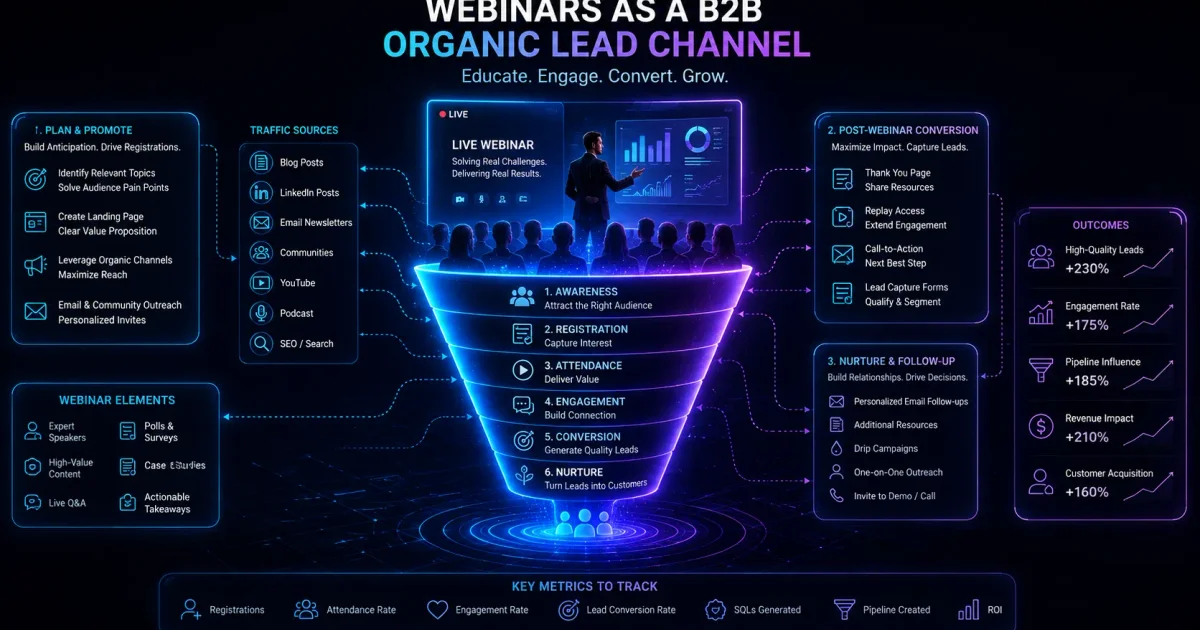 WEBINARS AS A B2B
ORGANIC LEAD CHANNEL
Educate. Engage. Convert. Grow.
1. PLAN & PROMOTE
Build Anticipation. Drive Registrations.
Identify Relevant Topics
Solve Audience Pain Points
Create Landing Page
Clear Value Proposition
Leverage Organic Channels
Maximize Reach
Email & Community Outreach
Personalized Invites
TRAFFIC SOURCES
Blog Posts
LinkedIn Posts
Email Newsletters
Communities
YouTube
Podcast
SEO / Search
WEBINAR ELEMENTS
Expert
Speakers
Polls &
Surveys
High-Value
Content
Case
Live Q&A
Actionable
Takeaways
LIVE
LIVE WEBINAR
Solving Real Challenges.
Delivering Real Results.
1. AWARENESS
Attract the Right Audience
2. REGISTRATION
Capture Interest
3. ATTENDANCE
Deliver Value
4. ENGAGEMENT
Build Connection
5. CONVERSION
Generate Quality Leads
6. NURTURE
Turn Leads into Customers
2. POST-WEBINAR CONVERSION
Maximize Impact. Capture Leads.
Thank You Page
Share Resources
Replay Access
Extend Engagement
Call-to-Action
Next Best Step
Lead Capture Forms
Qualify & Segment
3. NURTURE & FOLLOW-UP
Build Relationships. Drive Decisions.
Personalized Email Follow-ups
Additional Resources
Drip Campaigns
One-on-One Outreach
Invite to Demo / Call
OUTCOMES
High-Quality Leads
+230%
Engagement Rate
+175%
Pipeline Influence
+185%
Revenue Impact
+210%
Customer Acquisition
+160%
KEY METRICS TO TRACK
Registrations
Attendance Rate
Engagement Rate
Lead Conversion Rate
SQLs Generated
Pipeline Created
ROI